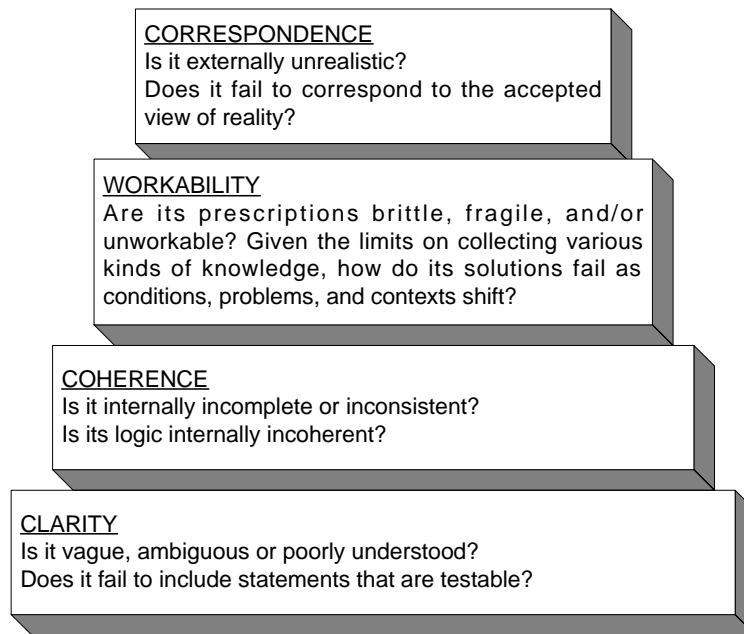 CORRESPONDENCE
Is it externally unrealistic?
Does it fail to correspond to the accepted
view of reality?
WORKABILITY
Are its prescriptions brittle, fragile, and/or
unworkable? Given the limits on collecting various
kinds of knowledge, how do its solutions fail as
conditions, problems, and contexts shift?
COHERENCE
Is it internally incomplete or inconsistent?
Is its logic internally incoherent?
CLARITY
Is it vague, ambiguous or poorly understood?
Does it fail to include statements that are testable?